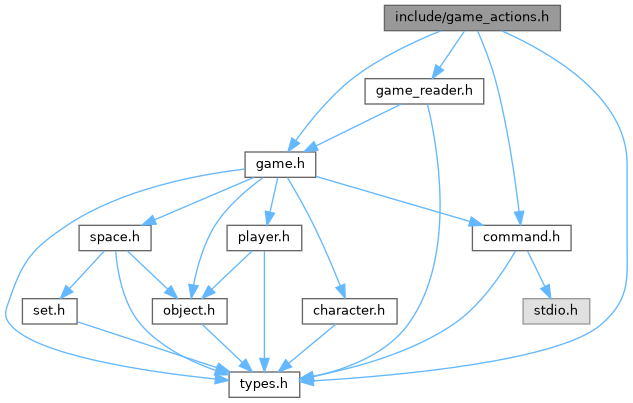 include/game_actions.h
game_reader.h
game.h
space.h
player.h
command.h
set.h
object.h
character.h
stdio.h
types.h